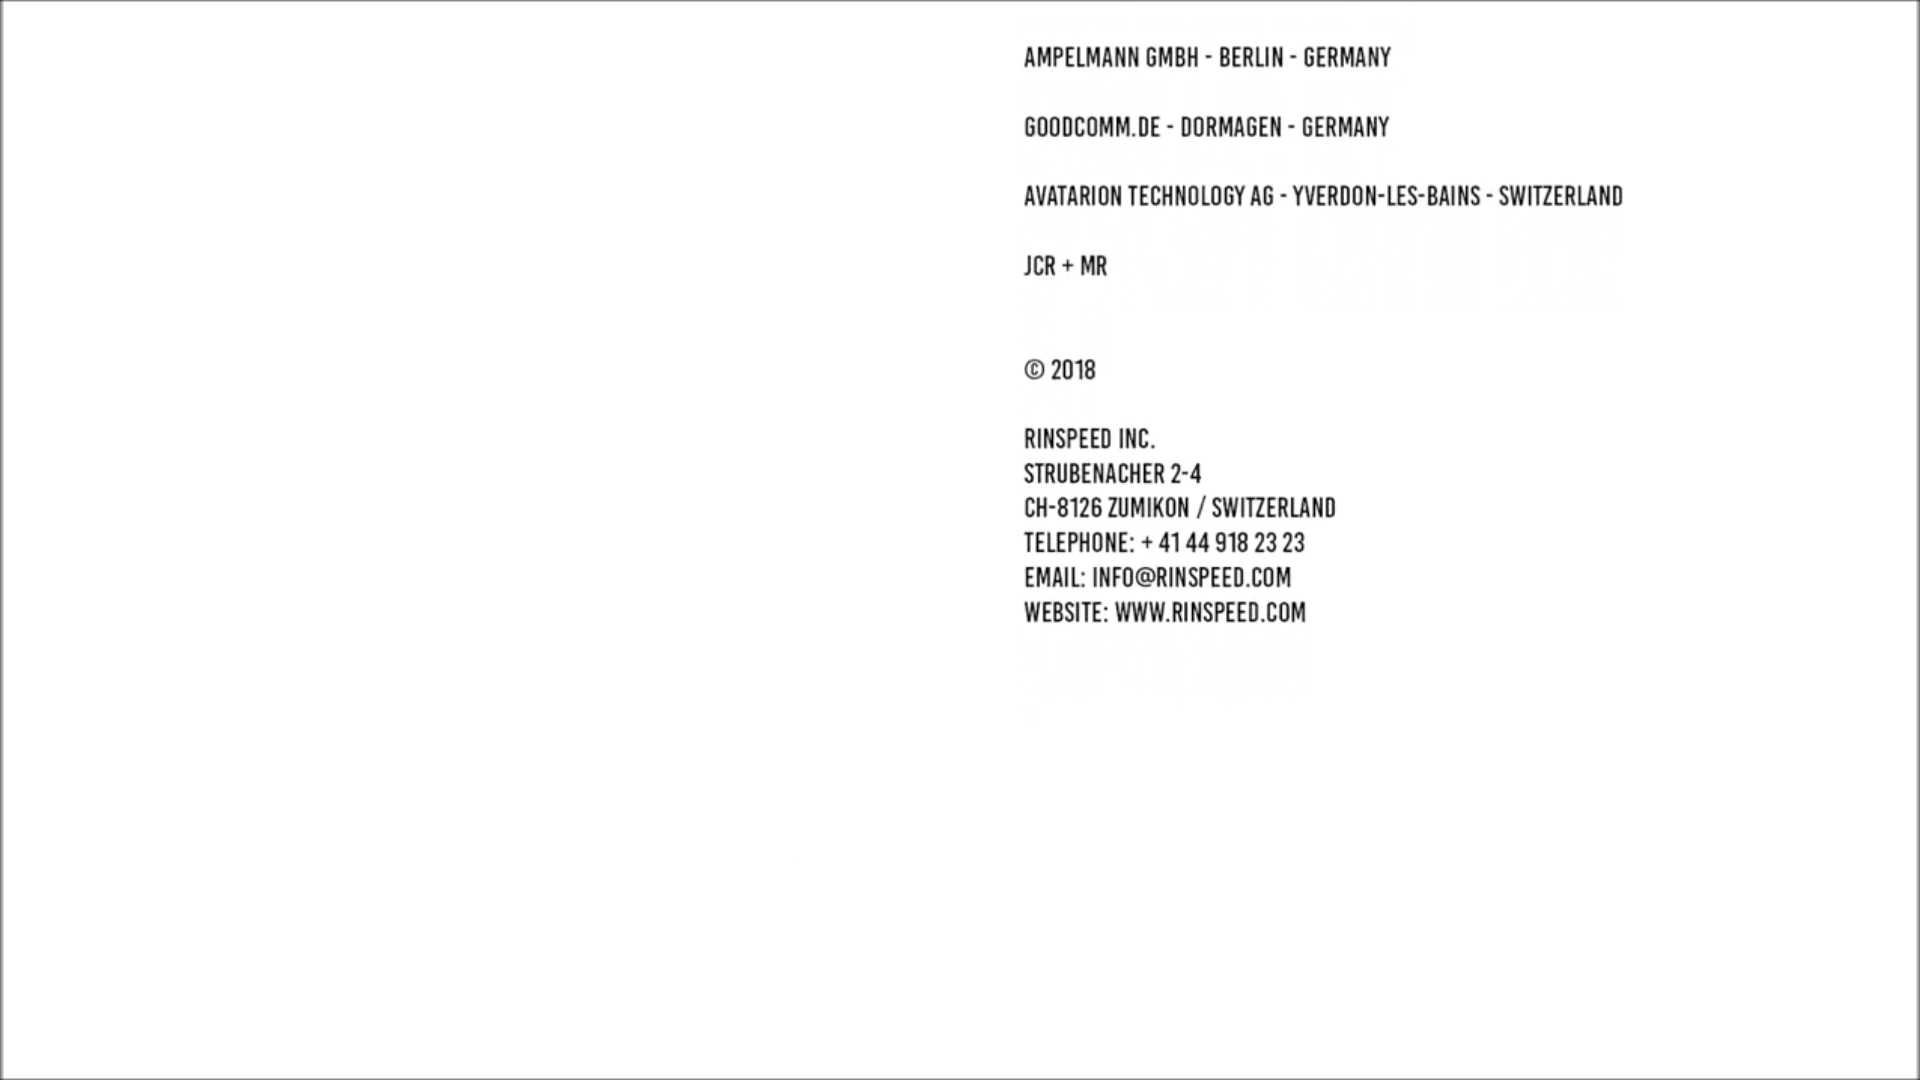 AMPELMANN GMBH - BERLIN - GERMANY
GOODCOMM.DE - DORMAGEN - GERMANY
AVATARION TECHNOLOGY AG - YVERDON-LES-BAINS - SWITZERLAND
JCR + MR
© 2018
RINSPEED INC.
STRUBENACHER 2-4
CH-8126 ZUMIKON / SWITZERLAND
TELEPHONE: + 41 44 918 23 23
EMAIL: INFO@RINSPEED.COM
WEBSITE: WWW.RINSPEED.COM